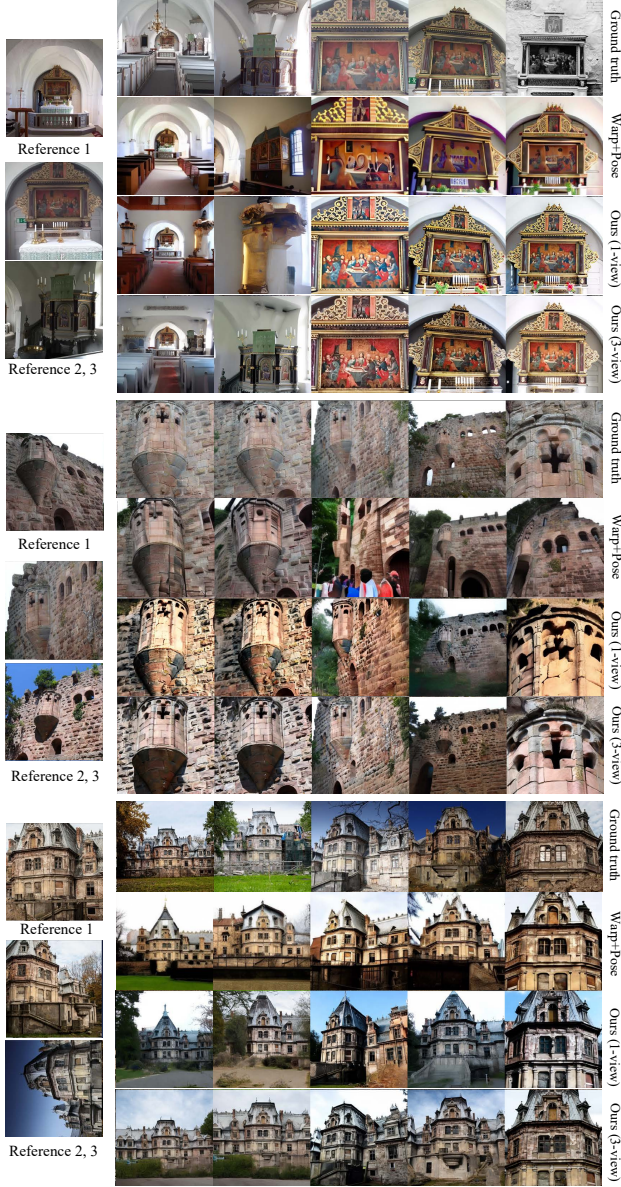 Reference 1
Reference 2, 3
Ground truth
Warp+Pose
Ours (1-view)
Ours (3-view)
Reference 1
Reference 2, 3
Ground truth
Warp+Pose
Ours (1-view)
Ours (3-view)
Reference 1
Reference 2, 3
Ground truth
Warp+Pose
Ours (1-view)
Ours (3-view)